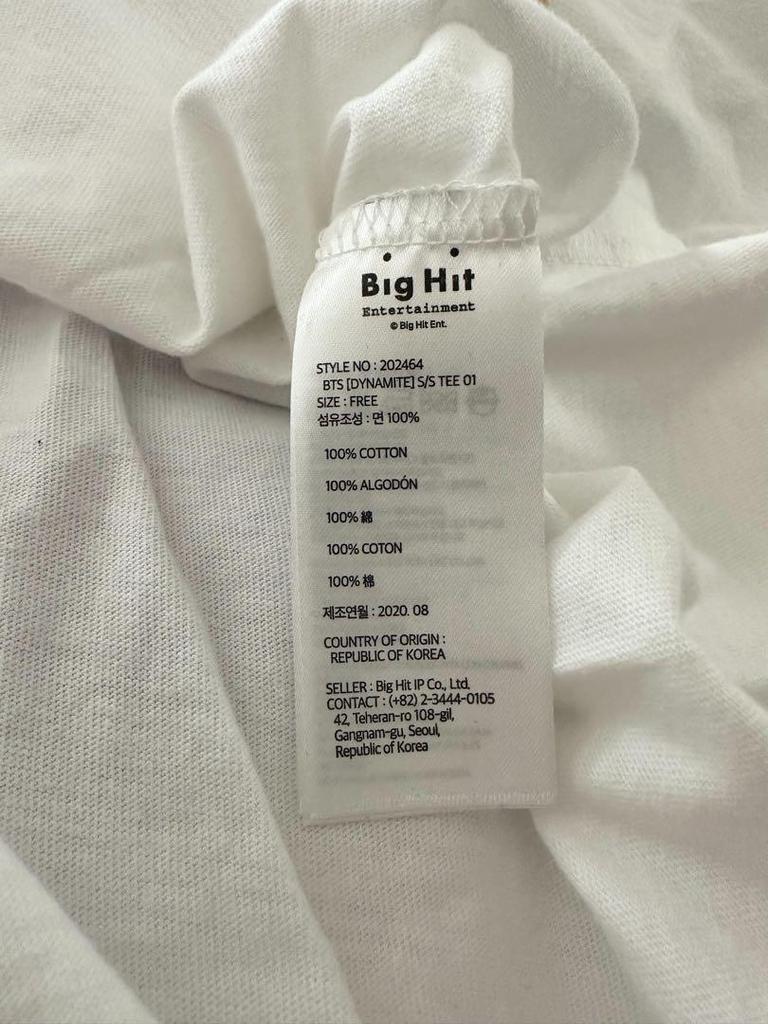 Big Hit
Entertainment
© Big Hit Ent.
STYLE NO : 202464
BTS [DYNAMITE] S/S TEE 01
SIZE : FREE
섬유조성 : 면 100%
100% COTTON
100% ALGODÓN
100% 綿
100% COTON
100% 棉
제조연월 : 2020. 08
COUNTRY OF ORIGIN :
REPUBLIC OF KOREA
SELLER : Big Hit IP Co., Ltd.
CONTACT : (+82) 2-3444-0105
42, Teheran-ro 108-gil,
Gangnam-gu, Seoul,
Republic of Korea